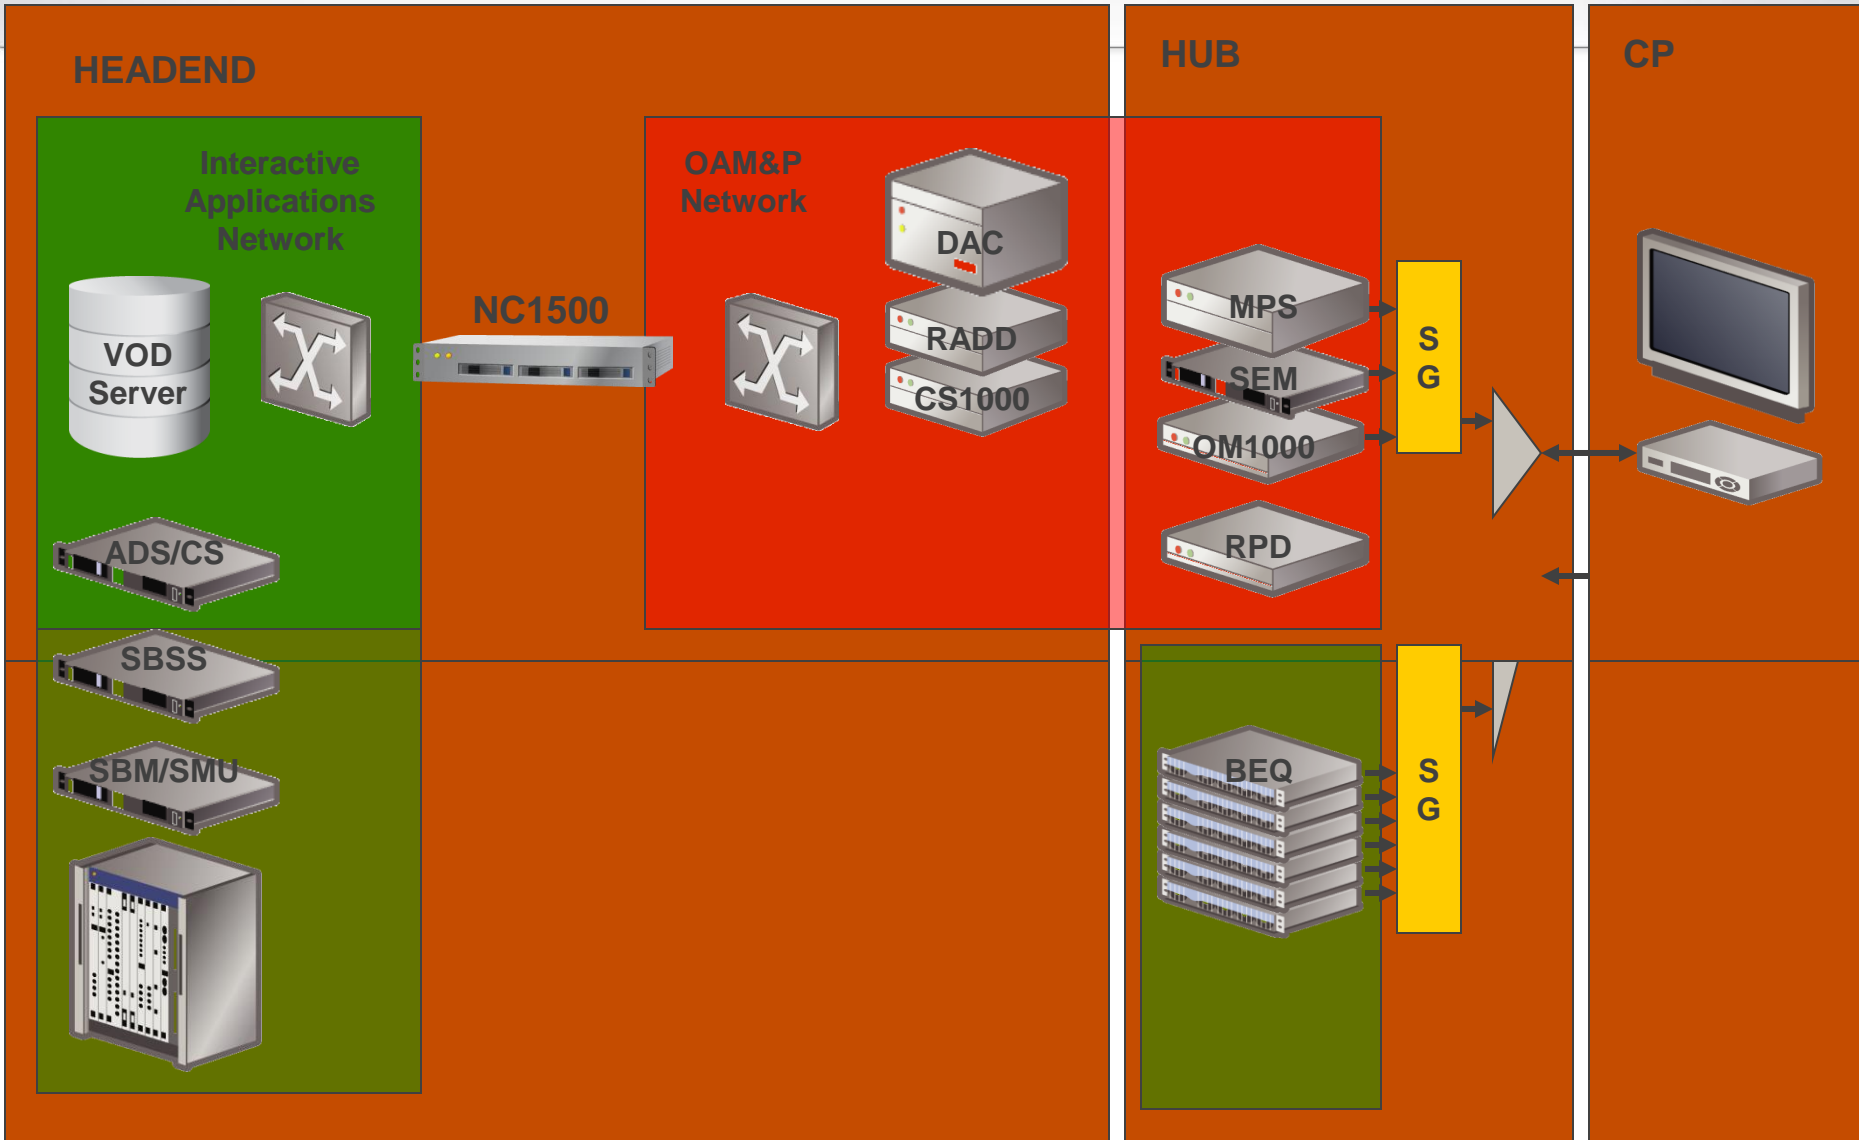 HEADEND
HUB
CP
Interactive
Applications
Network
OAM&P
Network
DAC
NC1500
MPS
RADD
VOD
Server
SEM
S
G
CS1000
OM1000
ADS/CS
RPD
SBSS
SBM/SMU
BEQ
S
G